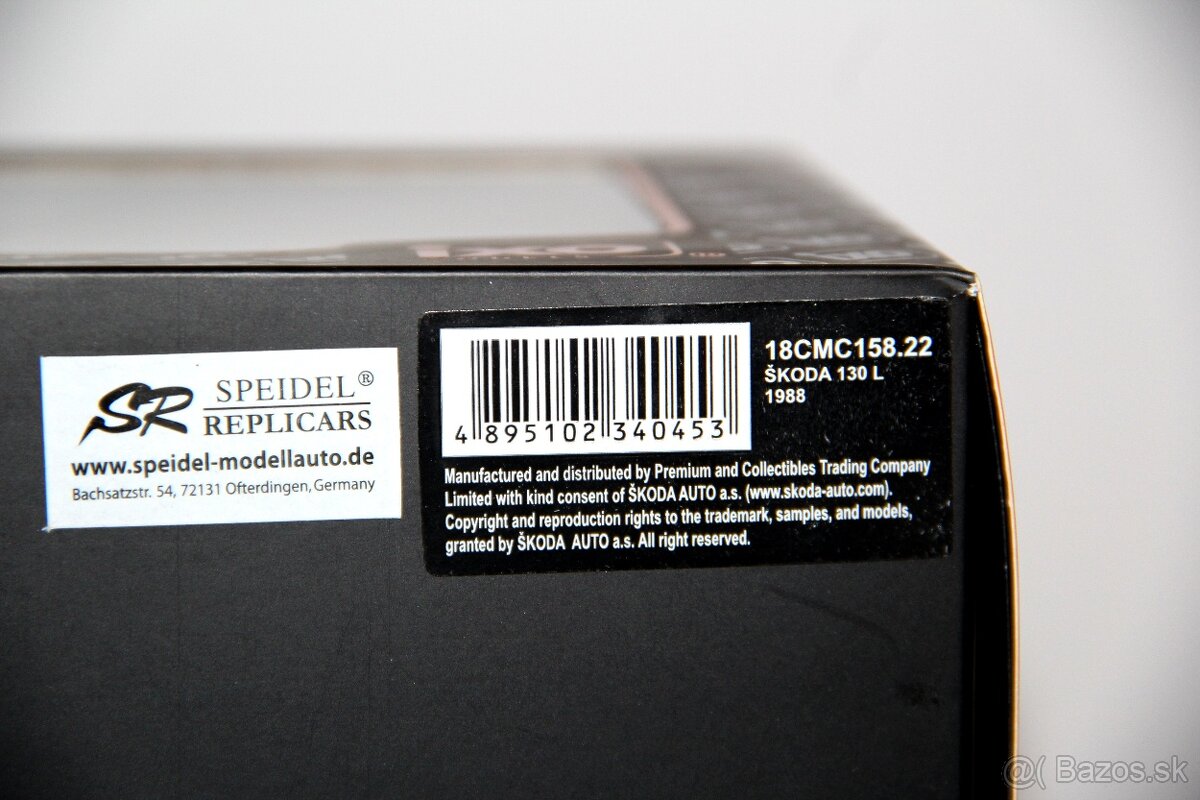 IXO
SR SPEIDEL®
REPLICARS
www.speidel-modellauto.de
Bachsatzstr. 54, 72131 Ofterdingen, Germany
4 895102 340453
18CMC158.22
ŠKODA 130 L
1988
Manufactured and distributed by Premium and Collectibles Trading Company
Limited with kind consent of ŠKODA AUTO a.s. (www.skoda-auto.com).
Copyright and reproduction rights to the trademark, samples, and models,
granted by ŠKODA AUTO a.s. All right reserved.
@( Bazos.sk